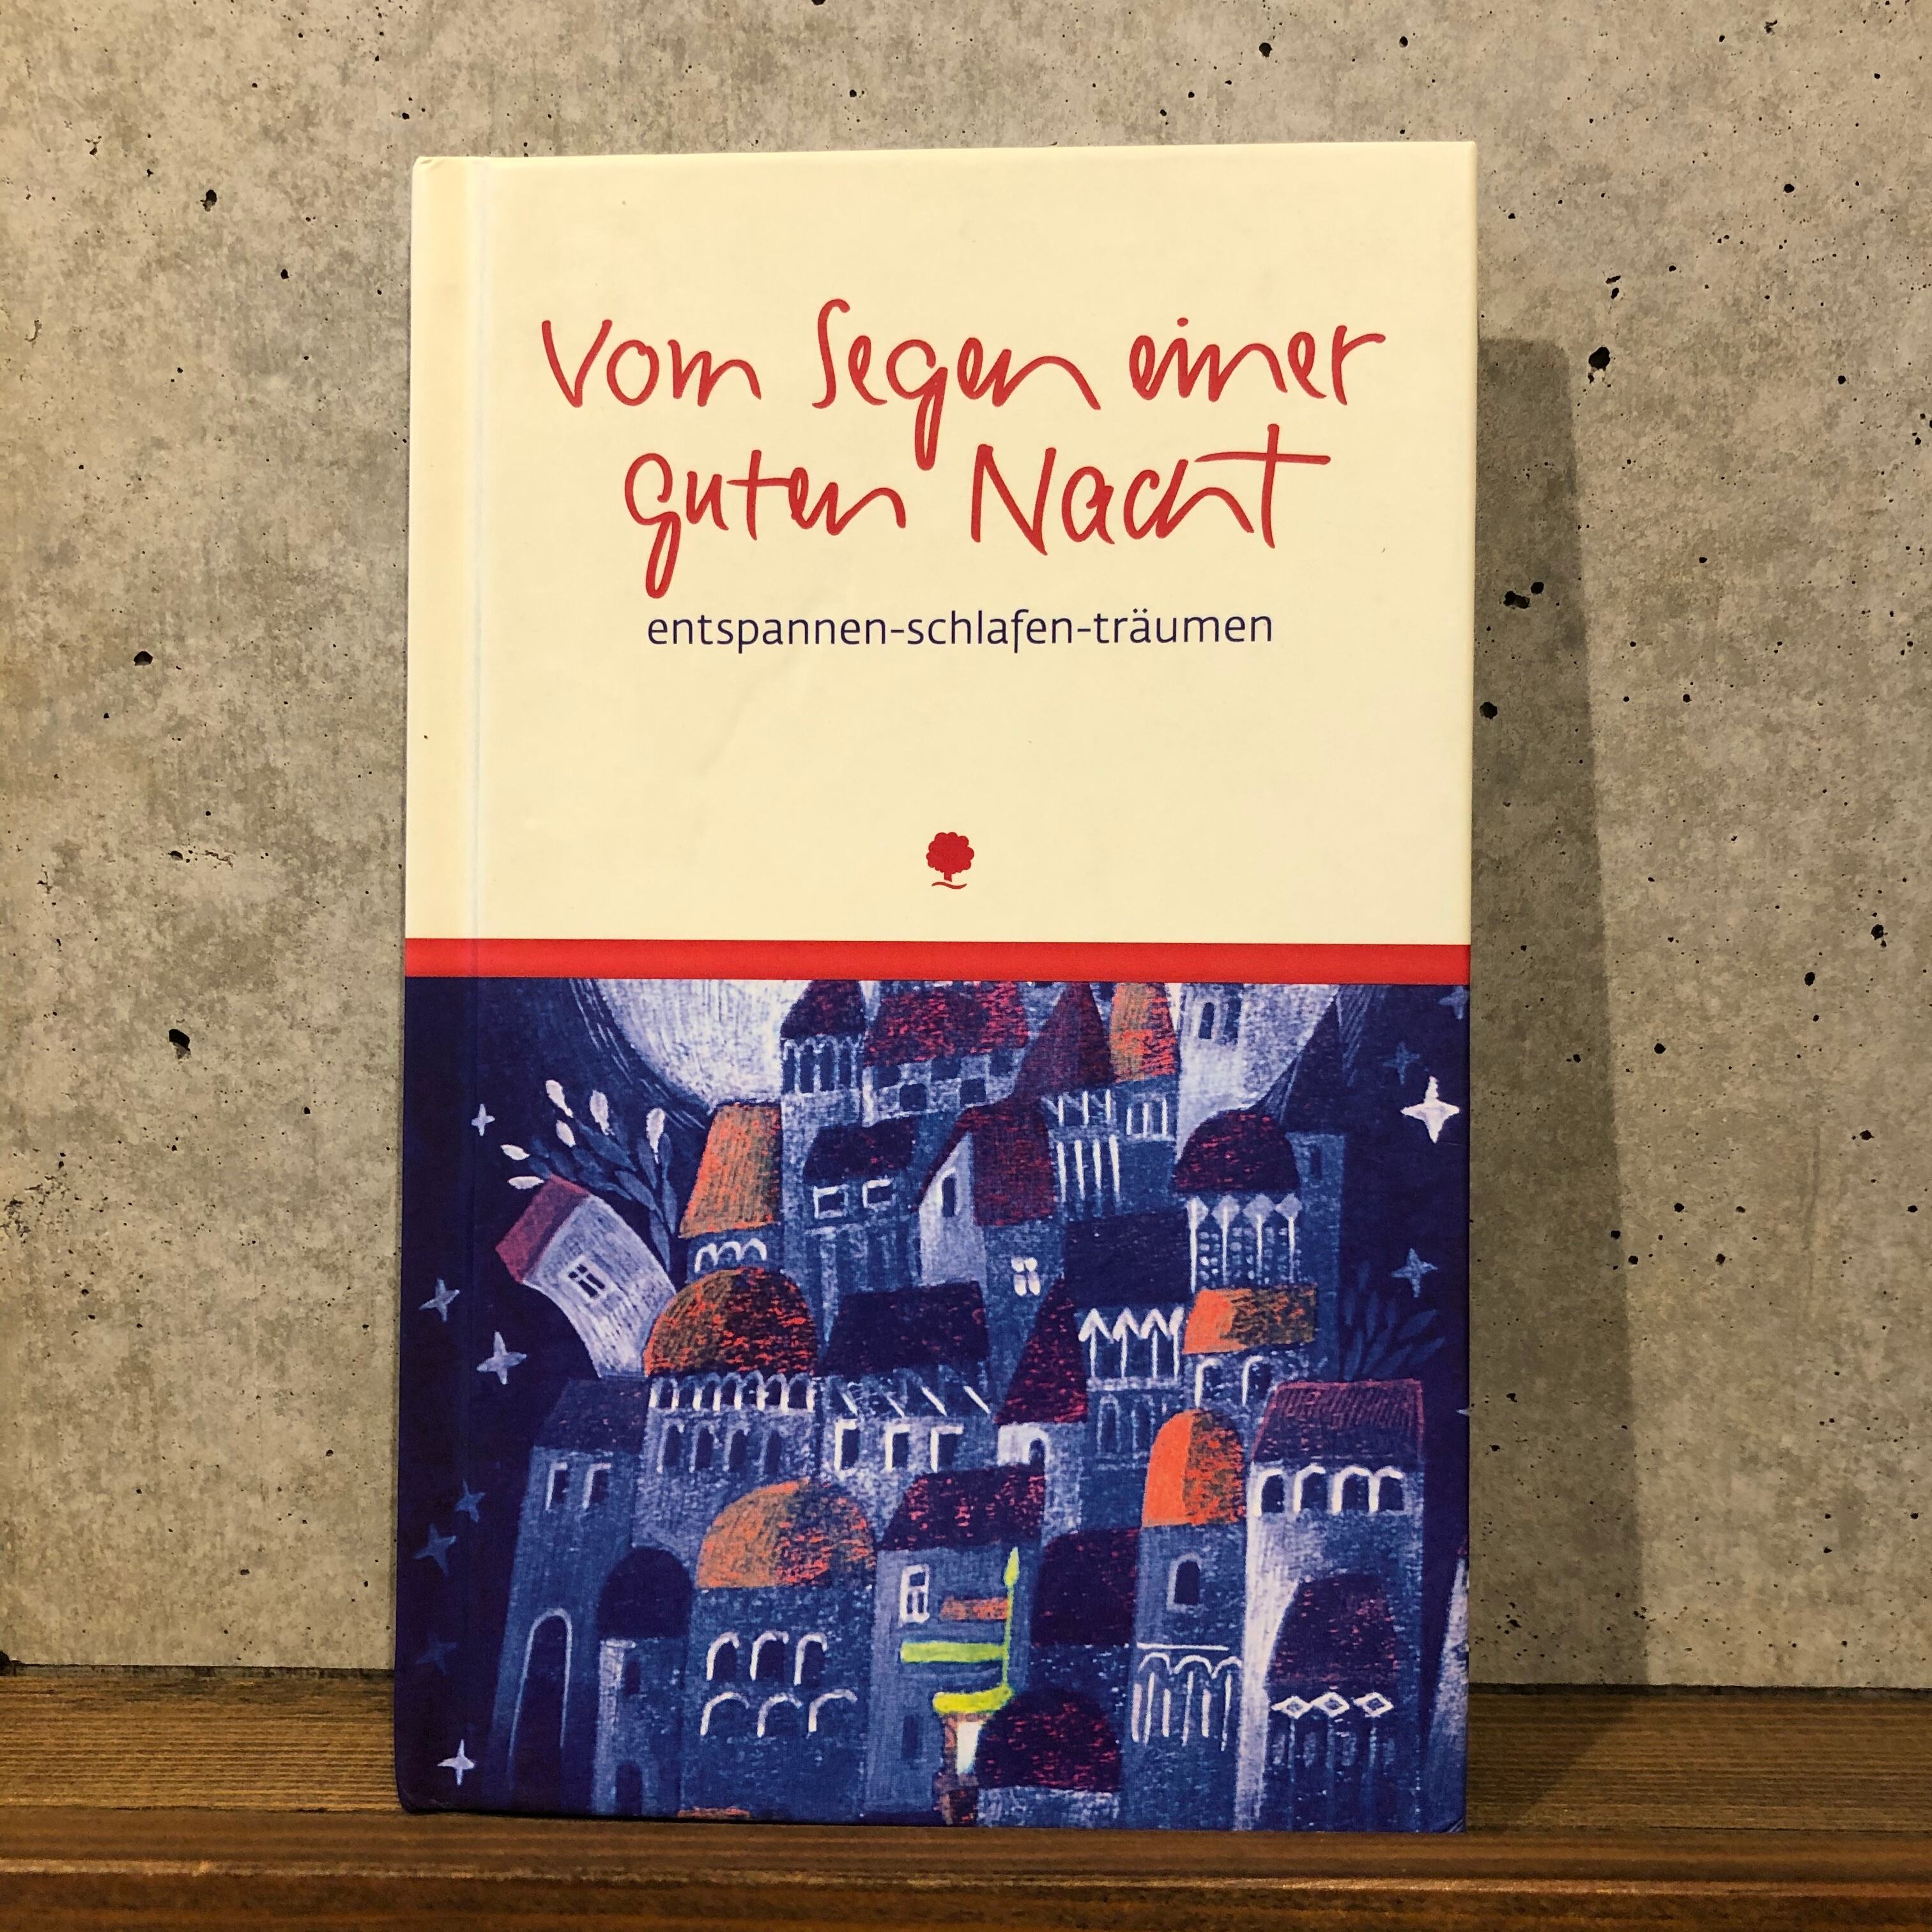 Vom Segen einer
guten Nacht
entspannen-schlafen-träumen